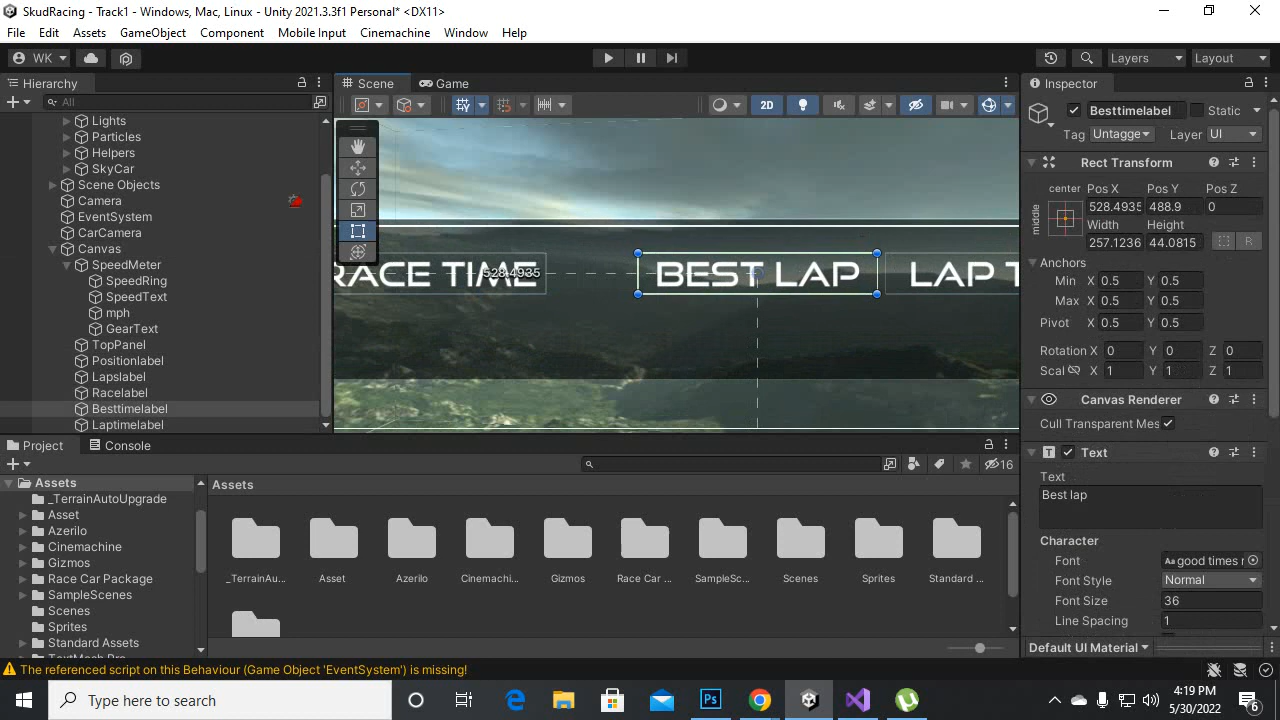 SkudRacing - Track1 - Windows, Mac, Linux - Unity 2021.3.3f1 Personal* <DX11>
File Edit Assets GameObject Component Mobile Input Cinemachine Window Help
WK Layers Layout
Hierarchy Scene Game Inspector
All 2D Besttimelabel Static
Tag Untagge Layer UI
Lights
Particles
Helpers
SkyCar
Scene Objects
Camera
EventSystem
CarCamera
Canvas
SpeedMeter
SpeedRing
SpeedText
mph
GearText
TopPanel
Positionlabel
Lapslabel
Racelabel
Besttimelabel
Laptimelabel
RACE TIME 528.4935 BEST LAP LAP T
Rect Transform
center Pos X Pos Y Pos Z
middle 528.4935 488.9 0
Width Height
257.1236 44.0815
R
Anchors
Min X 0.5 Y 0.5
Max X 0.5 Y 0.5
Pivot X 0.5 Y 0.5
Rotation X 0 Y 0 Z 0
Scal X 1 Y 1 Z 1
Canvas Renderer
Cull Transparent Mes
T Text
Text
Best lap
Character
Font Aa good times r
Font Style Normal
Font Size 36
Line Spacing 1
Default UI Material
Project Console
16
Assets
_TerrainAutoUpgrade
Asset
Azerilo
Cinemachine
Gizmos
Race Car Package
SampleScenes
Scenes
Sprites
Standard Assets
Assets
_TerrainAu... Asset Azerilo Cinemachi... Gizmos Race Car ... SampleSc... Scenes Sprites Standard ...
The referenced script on this Behaviour (Game Object 'EventSystem') is missing!
Type here to search
Ps
4:19 PM
5/30/2022
6